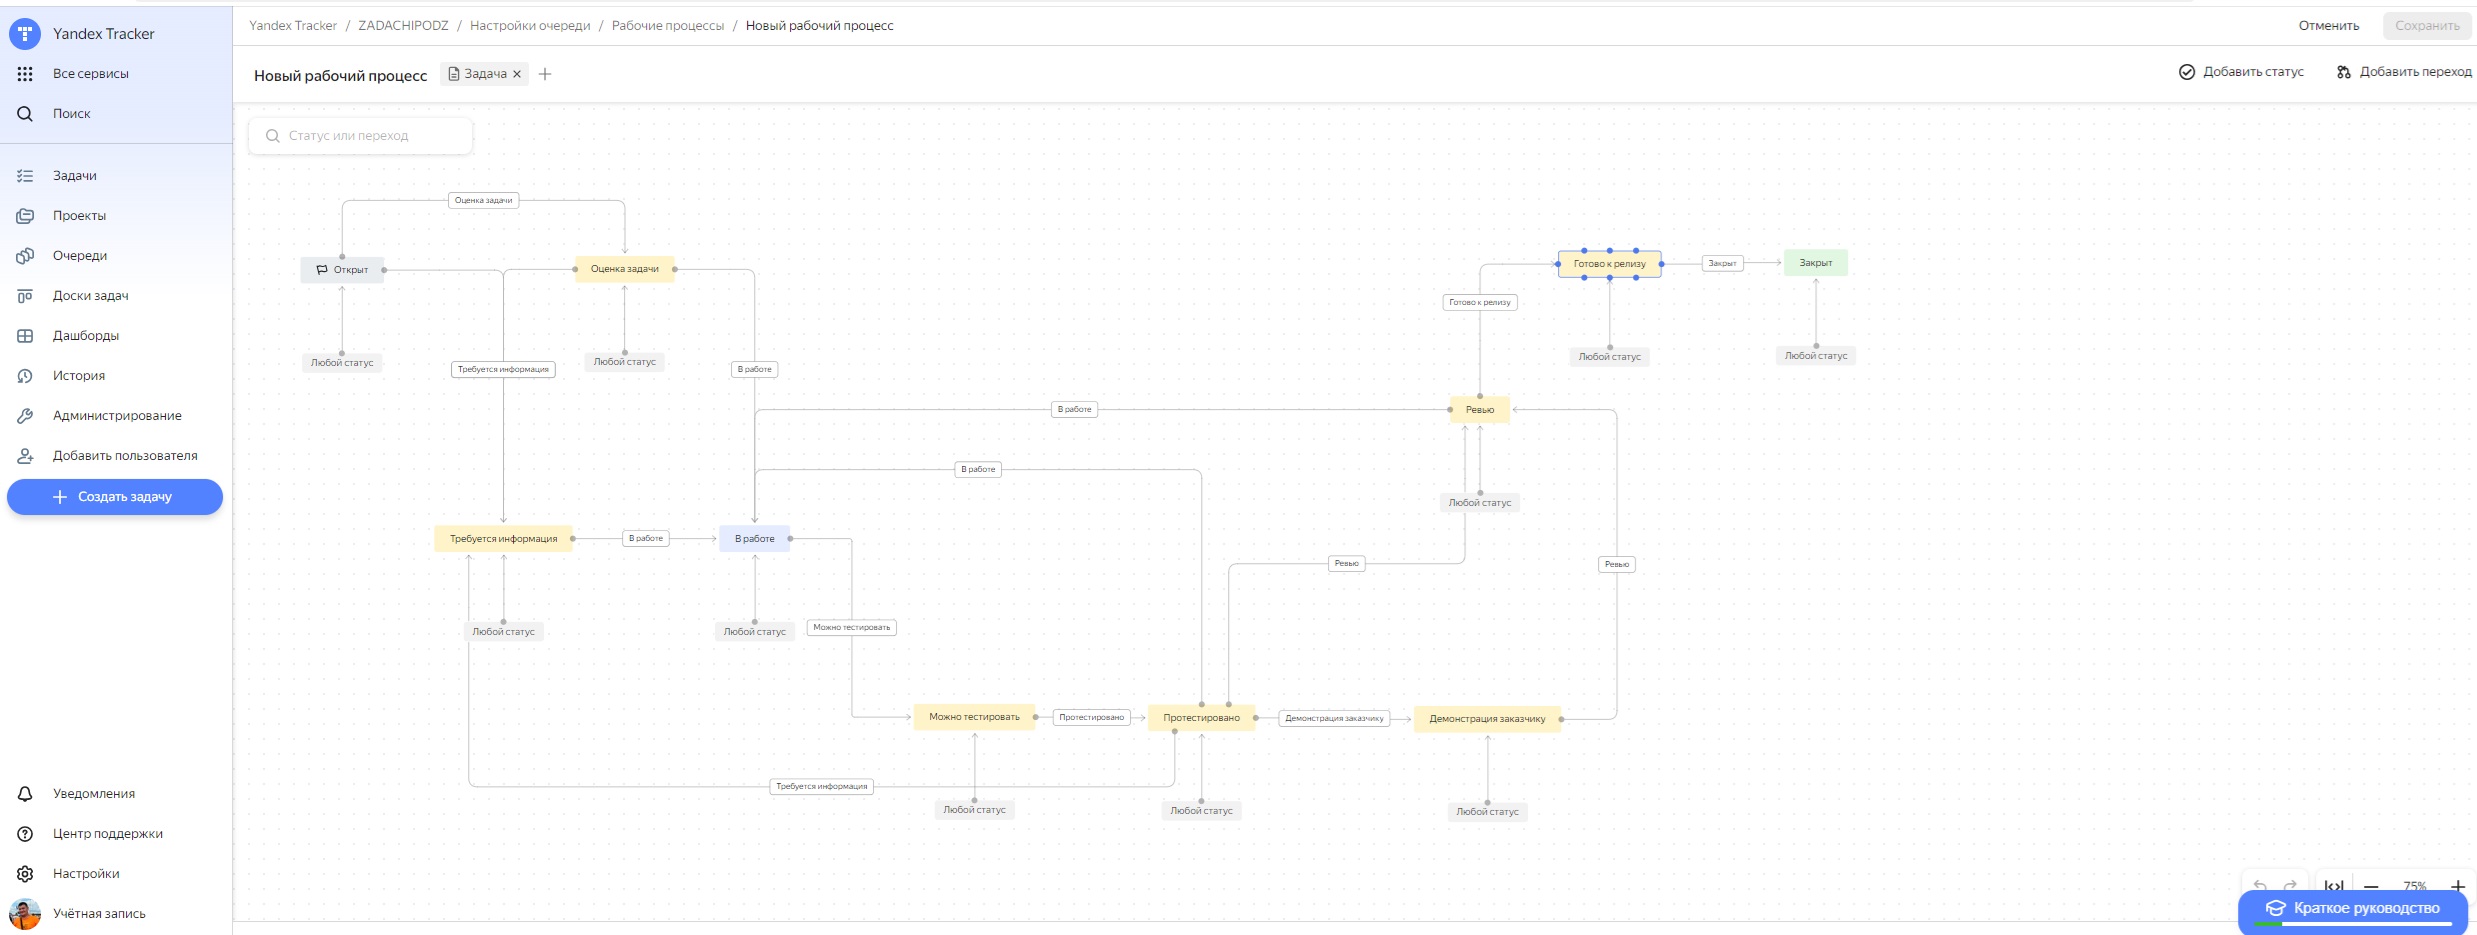 Yandex Tracker
Все сервисы
Поиск
Задачи
Проекты
Очереди
Доски задач
Дашборды
История
Администрирование
Добавить пользователя
Создать задачу
Уведомления
Центр поддержки
Настройки
Учётная запись
Yandex Tracker / ZADACHIPODZ / Настройки очереди / Рабочие процессы / Новый рабочий процесс
Отменить
Сохранить
Новый рабочий процесс
Задача
Добавить статус
Добавить переход
Статус или переход
Оценка задачи
Открыт
Оценка задачи
Готово к релизу
Закрыт
Закрыт
Готово к релизу
Любой статус
Требуется информация
Любой статус
В работе
Любой статус
Любой статус
В работе
Ревью
В работе
Любой статус
Требуется информация
В работе
В работе
Ревью
Ревью
Любой статус
Любой статус
Можно тестировать
Можно тестировать
Протестировано
Протестировано
Демонстрация заказчику
Демонстрация заказчику
Требуется информация
Любой статус
Любой статус
Любой статус
75%
Краткое руководство